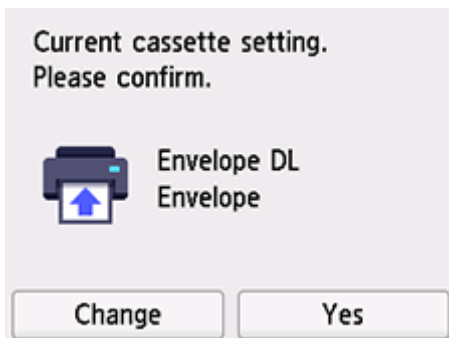 Current cassette setting.
Please confirm.
Envelope DL
Envelope
Change
Yes